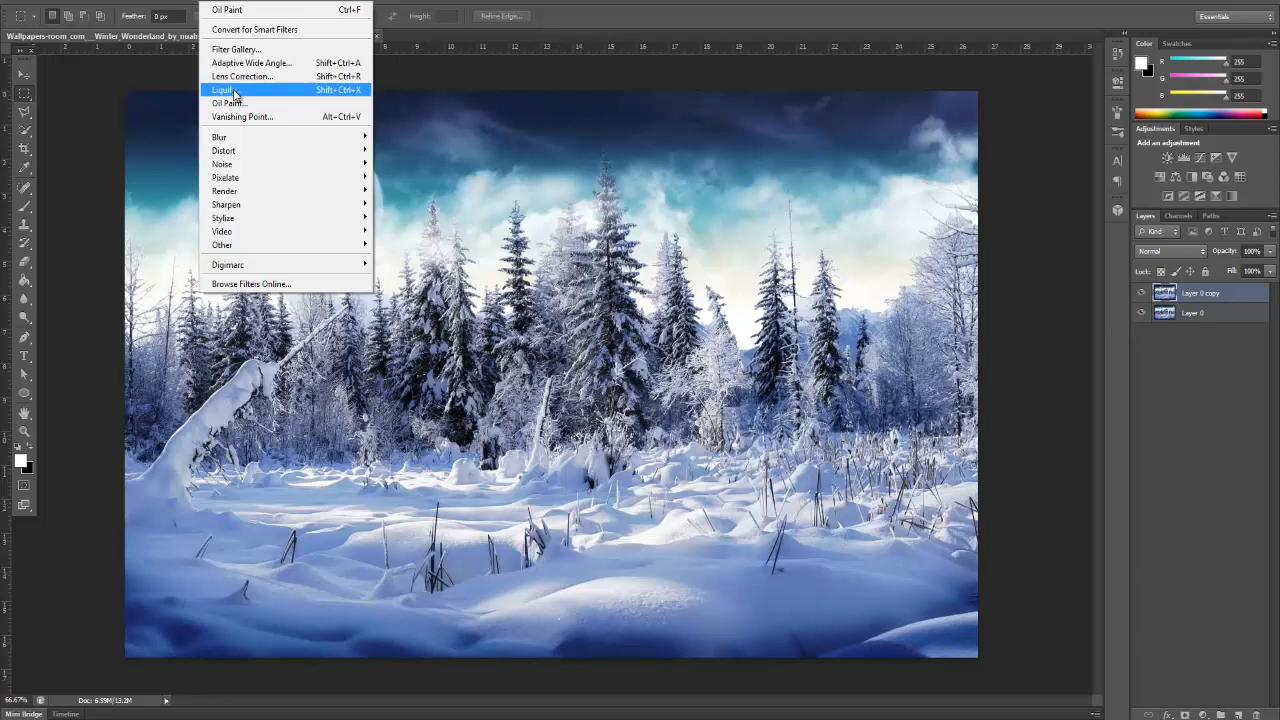 Oil Paint Ctrl+F
Feather: 0 px
Height:
Refine Edge...
Essentials
Wallpapers-room_com___Winter_Wonderland_by_nuah
Convert for Smart Filters
Filter Gallery...
Adaptive Wide Angle... Shift+Ctrl+A
Lens Correction... Shift+Ctrl+R
Liquify... Shift+Ctrl+X
Oil Paint...
Vanishing Point... Alt+Ctrl+V
Blur
Distort
Noise
Pixelate
Render
Sharpen
Stylize
Video
Other
Digimarc
Browse Filters Online...
Color Swatches
R 255
G 255
B 255
Adjustments Styles
Add an adjustment
Layers Channels Paths
Kind
Normal Opacity: 100%
Lock: Fill: 100%
Layer 0 copy
Layer 0
66.67% Doc: 6.59M/13.2M
Mini Bridge Timeline